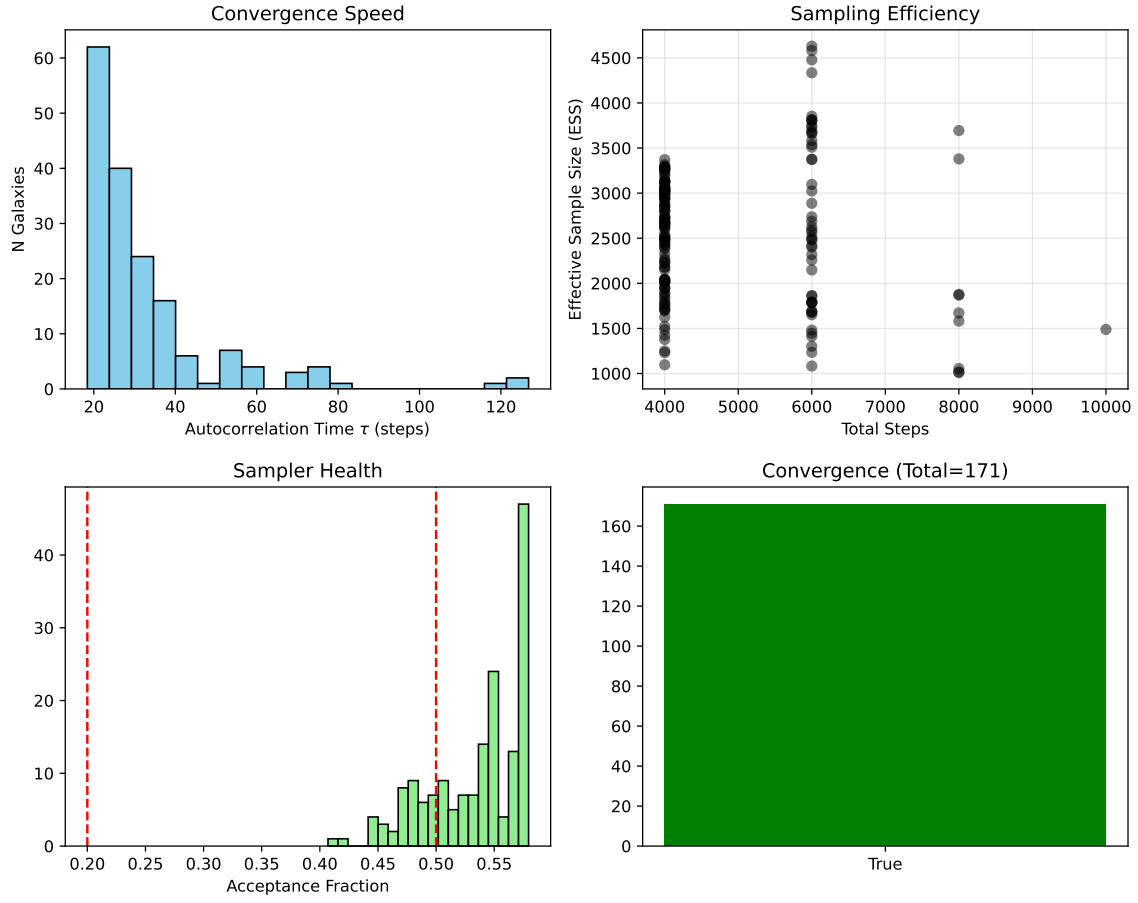 Convergence Speed
N Galaxies
60
50
40
30
20
10
0
20 40 60 80 100 120
Autocorrelation Time τ (steps)
Sampling Efficiency
Effective Sample Size (ESS)
4500
4000
3500
3000
2500
2000
1500
1000
4000 5000 6000 7000 8000 9000 10000
Total Steps
Sampler Health
40
30
20
10
0
0.20 0.25 0.30 0.35 0.40 0.45 0.50 0.55
Acceptance Fraction
Convergence (Total=171)
160
140
120
100
80
60
40
20
0
True